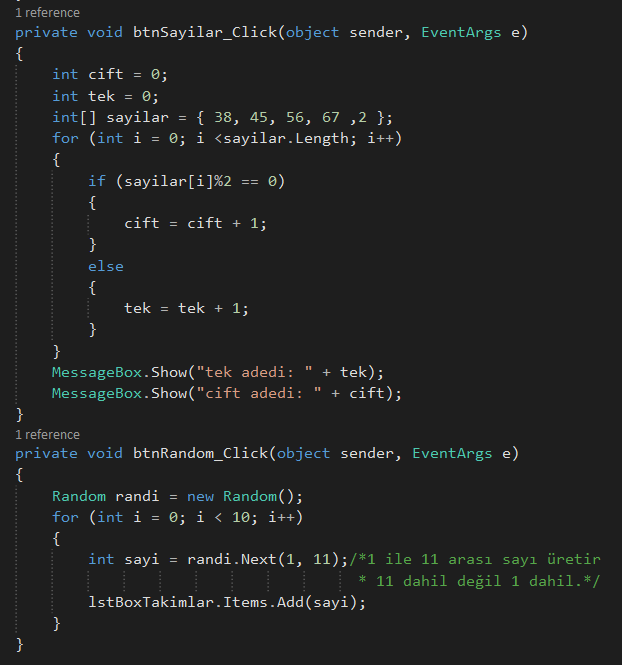 1 reference
private void btnSayilar_Click(object sender, EventArgs e)
{
int cift = 0;
int tek = 0;
int[] sayilar = { 38, 45, 56, 67 ,2 };
for (int i = 0; i <sayilar.Length; i++)
{
if (sayilar[i]%2 == 0)
{
cift = cift + 1;
}
else
{
tek = tek + 1;
}
}
MessageBox.Show("tek adedi: " + tek);
MessageBox.Show("cift adedi: " + cift);
}
1 reference
private void btnRandom_Click(object sender, EventArgs e)
{
Random randi = new Random();
for (int i = 0; i < 10; i++)
{
int sayi = randi.Next(1, 11);/*1 ile 11 arası sayı üretir
* 11 dahil değil 1 dahil.*/
lstBoxTakimlar.Items.Add(sayi);
}
}